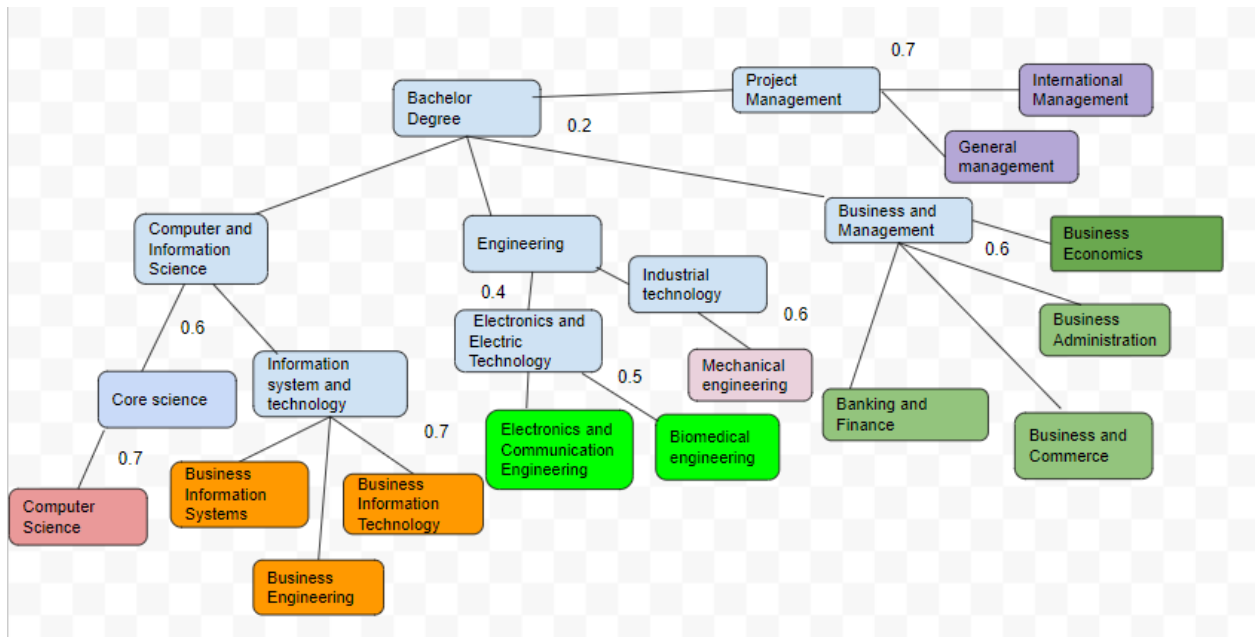 0.7
Project
Management
International
Management
Bachelor
Degree
0.2
General
management
Computer and
Information
Science
Engineering
Business and
Management
Business
Economics
0.6
Industrial
technology
0.4
0.6
Electronics and
Electric
Technology
0.6
Business
Administration
Information
system and
technology
Mechanical
engineering
Core science
0.5
Banking and
Finance
0.7
Electronics and
Communication
Engineering
Biomedical
engineering
Business and
Commerce
0.7
Business
Information
Systems
Business
Information
Technology
Computer
Science
Business
Engineering